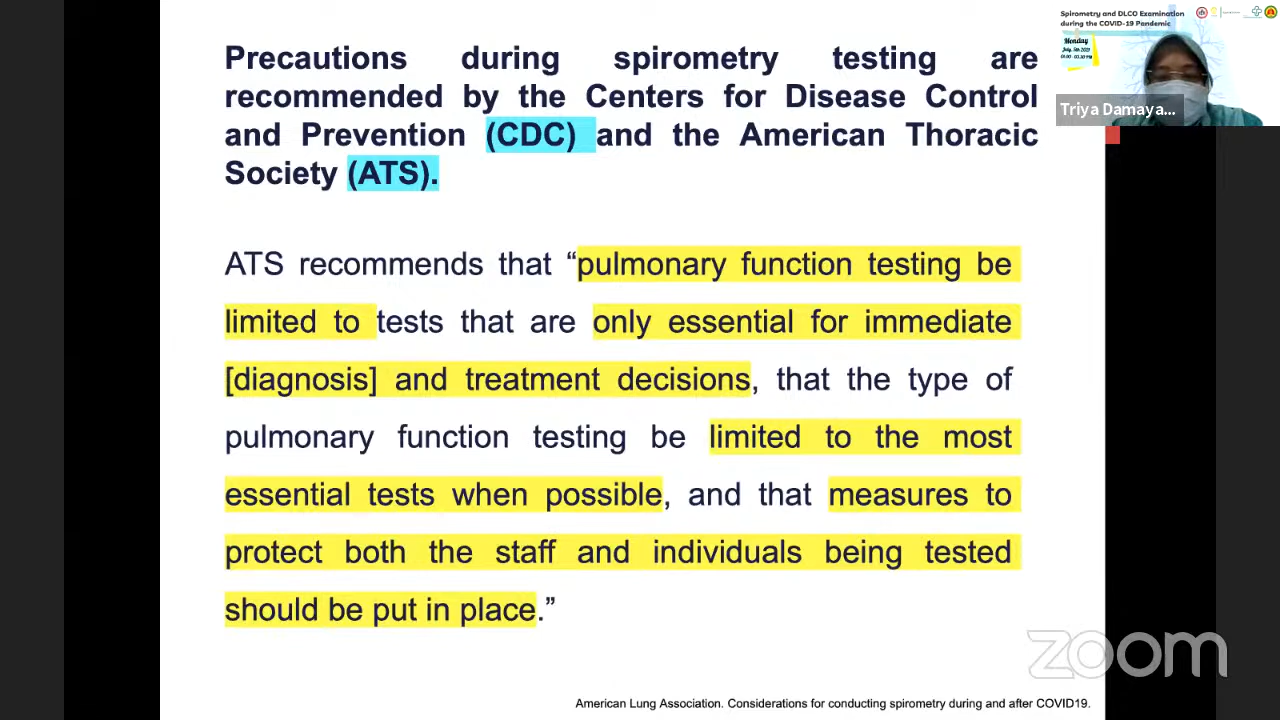 Precautions during spirometry testing are
recommended by the Centers for Disease Control
and Prevention (CDC) and the American Thoracic
Society (ATS).
ATS recommends that “pulmonary function testing be
limited to tests that are only essential for immediate
[diagnosis] and treatment decisions, that the type of
pulmonary function testing be limited to the most
essential tests when possible, and that measures to
protect both the staff and individuals being tested
should be put in place.”
American Lung Association. Considerations for conducting spirometry during and after COVID19.
Spirometry and DLCO Examination
during the COVID-19 Pandemic
Monday
Triya Damaya...
zoom